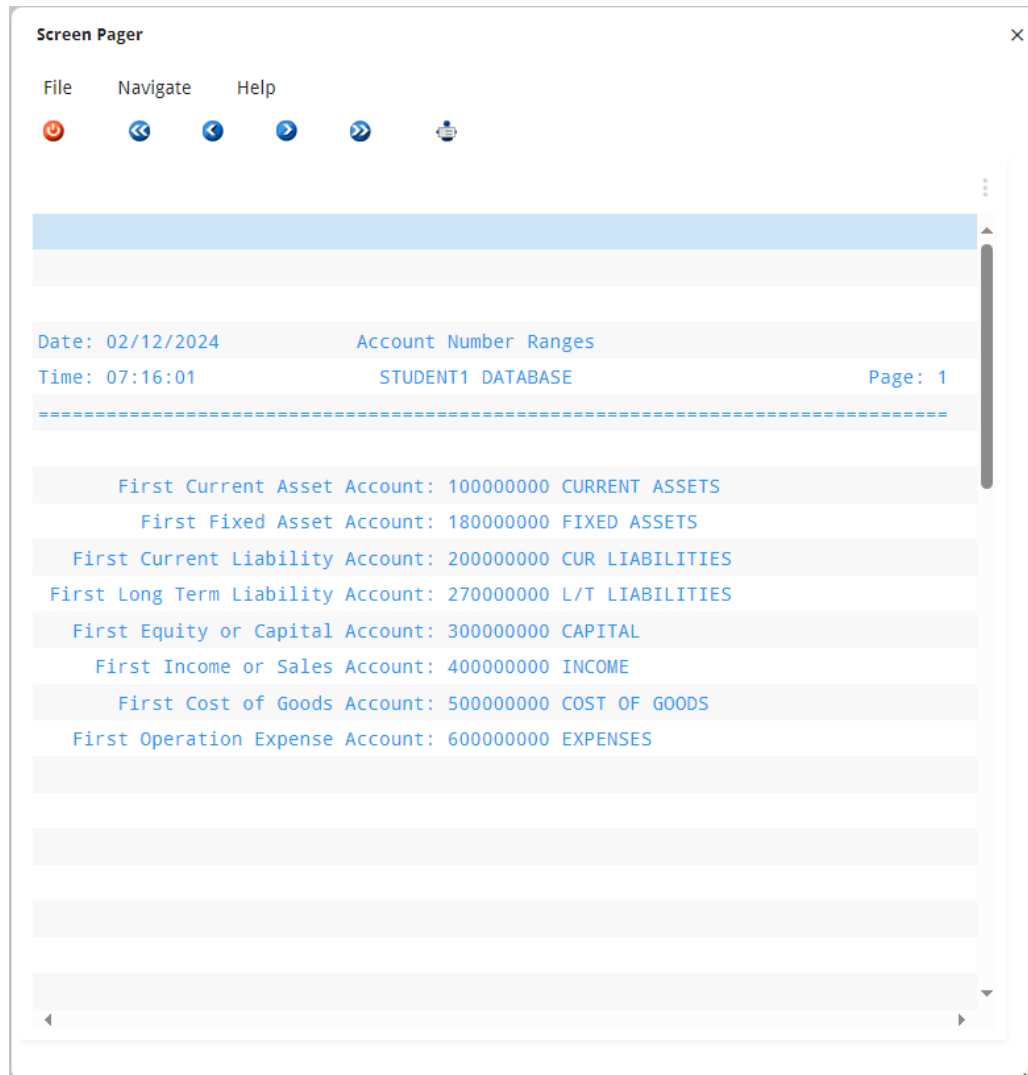 Screen Pager
File Navigate Help
Date: 02/12/2024 Account Number Ranges
Time: 07:16:01 STUDENT1 DATABASE Page: 1
================================================================================
First Current Asset Account: 100000000 CURRENT ASSETS
First Fixed Asset Account: 180000000 FIXED ASSETS
First Current Liability Account: 200000000 CUR LIABILITIES
First Long Term Liability Account: 270000000 L/T LIABILITIES
First Equity or Capital Account: 300000000 CAPITAL
First Income or Sales Account: 400000000 INCOME
First Cost of Goods Account: 500000000 COST OF GOODS
First Operation Expense Account: 600000000 EXPENSES